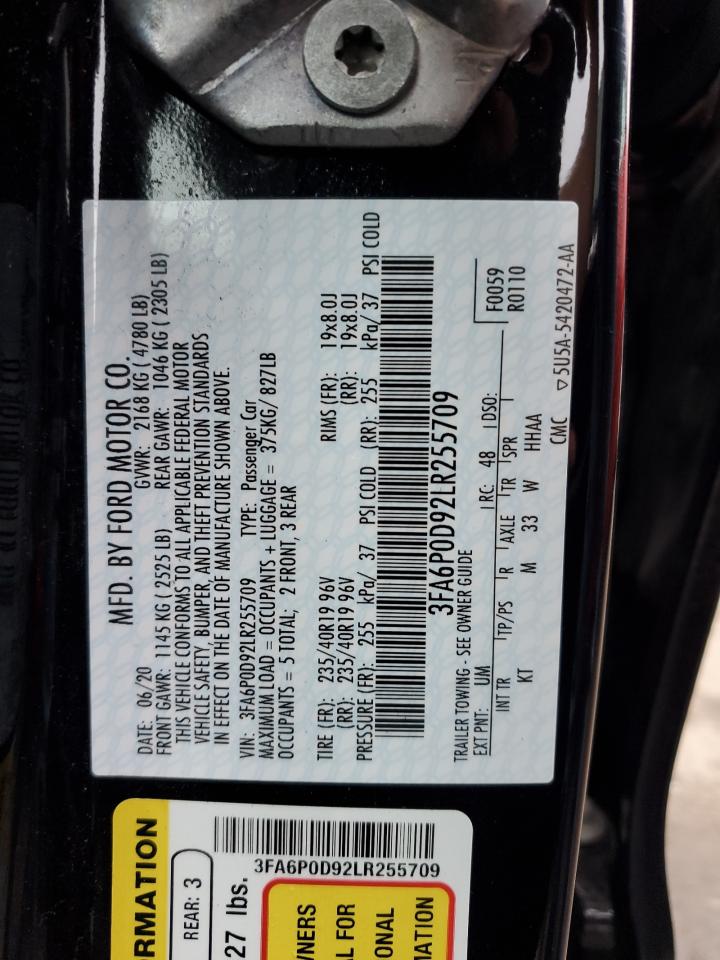 MFD. BY FORD MOTOR CO.
DATE: 06/20 GVWR: 2168 KG ( 4780 LB)
FRONT GAWR: 1145 KG ( 2525 LB) REAR GAWR: 1046 KG ( 2305 LB)
THIS VEHICLE CONFORMS TO ALL APPLICABLE FEDERAL MOTOR
VEHICLE SAFETY, BUMPER, AND THEFT PREVENTION STANDARDS
IN EFFECT ON THE DATE OF MANUFACTURE SHOWN ABOVE.
VIN: 3FA6P0D92LR255709 TYPE: Passenger Car
MAXIMUM LOAD = OCCUPANTS + LUGGAGE = 375KG/ 827LB
OCCUPANTS = 5 TOTAL; 2 FRONT, 3 REAR
TIRE (FR): 235/40R19 96V RIMS (FR): 19x8.0J
(RR): 235/40R19 96V (RR): 19x8.0J
PRESSURE (FR): 255 kPa/ 37 PSI COLD (RR): 255 kPa/ 37 PSI COLD
3FA6P0D92LR255709
TRAILER TOWING - SEE OWNER GUIDE
EXT PNT: UM RC: 48 DSO: F0059
R0110
INT TR TP/PS R AXLE TR SPR
KT M 33 W HHAA
CMC ▽5U5A-5420472-AA
RMATION
REAR: 3
27 lbs.
3FA6P0D92LR255709
WNERS
AL FOR
ONAL
MATION